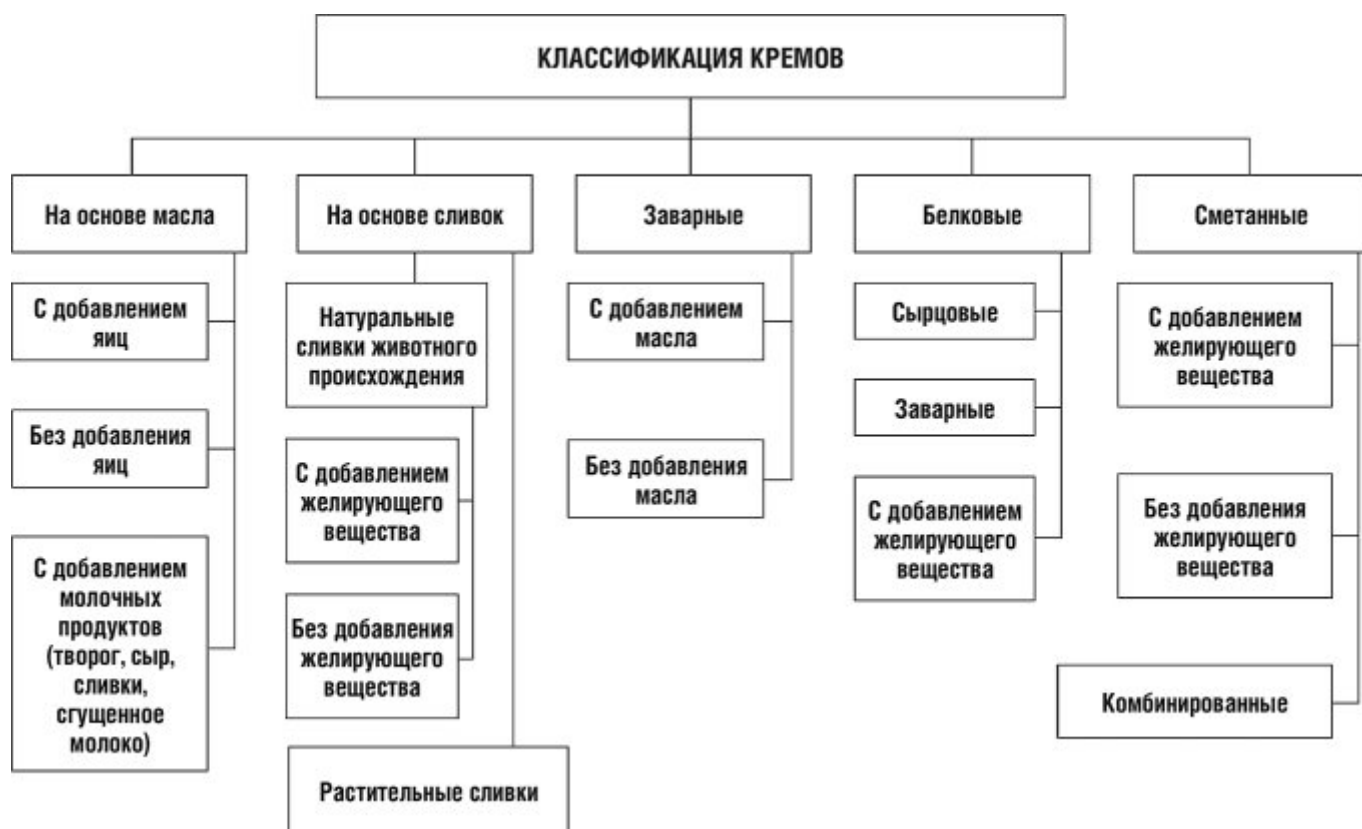 КЛАССИФИКАЦИЯ КРЕМОВ
На основе масла
С добавлением
яиц
Без добавления
яиц
С добавлением
молочных
продуктов
(творог, сыр,
сливки,
сгущенное
молоко)
На основе сливок
Натуральные
сливки животного
происхождения
С добавлением
желирующего
вещества
Без добавления
желирующего
вещества
Растительные сливки
Заварные
С добавлением
масла
Без добавления
масла
Белковые
Сырцовые
Заварные
С добавлением
желирующего
вещества
Сметанные
С добавлением
желирующего
вещества
Без добавления
желирующего
вещества
Комбинированные